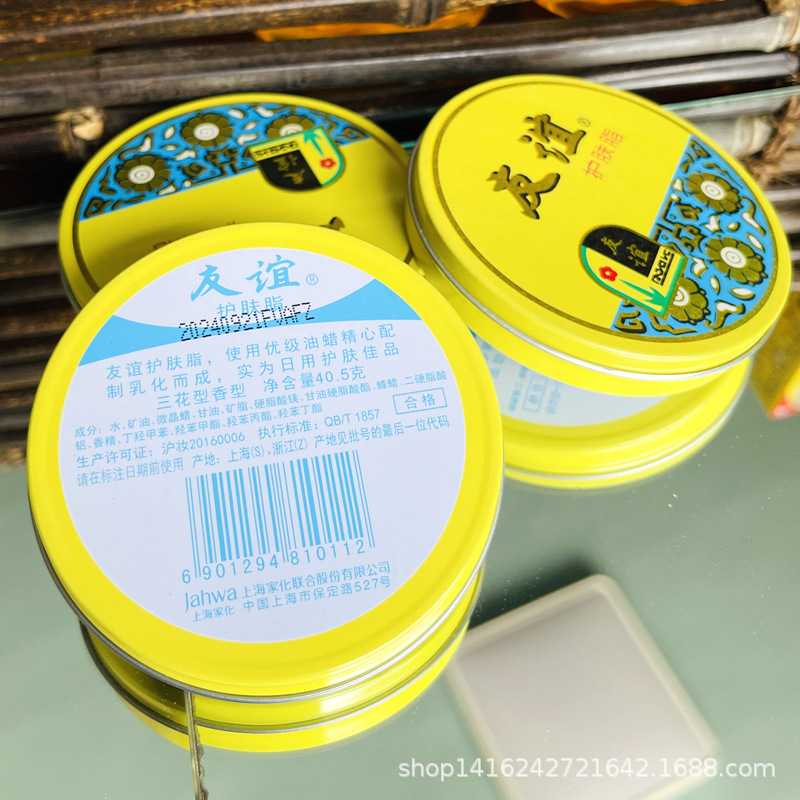 友谊®
护肤脂
20240921FVAFZ
友谊护肤脂，使用优级油蜡精心配
制乳化而成，实为日用护肤佳品
三花型香型 净含量40.5克
成分：水、矿油、微晶蜡、甘油、矿脂、硬脂酸镁、甘油硬脂酸酯、蜂蜡、二硬脂酸
铝、香精、丁羟甲苯、羟苯甲酯、羟苯丙酯、羟苯丁酯
合格
生产许可证：沪妆20160006 执行标准：QB/T 1857
请在标注日期前使用 产地：上海(S),浙江(Z) 产地见批号的最后一位代码
6 901294 810112
Jahwa 上海家化联合股份有限公司
上海家化 中国上海市保定路527号
友谊®
护肤脂
友谊
shop1416242721642.1688.com